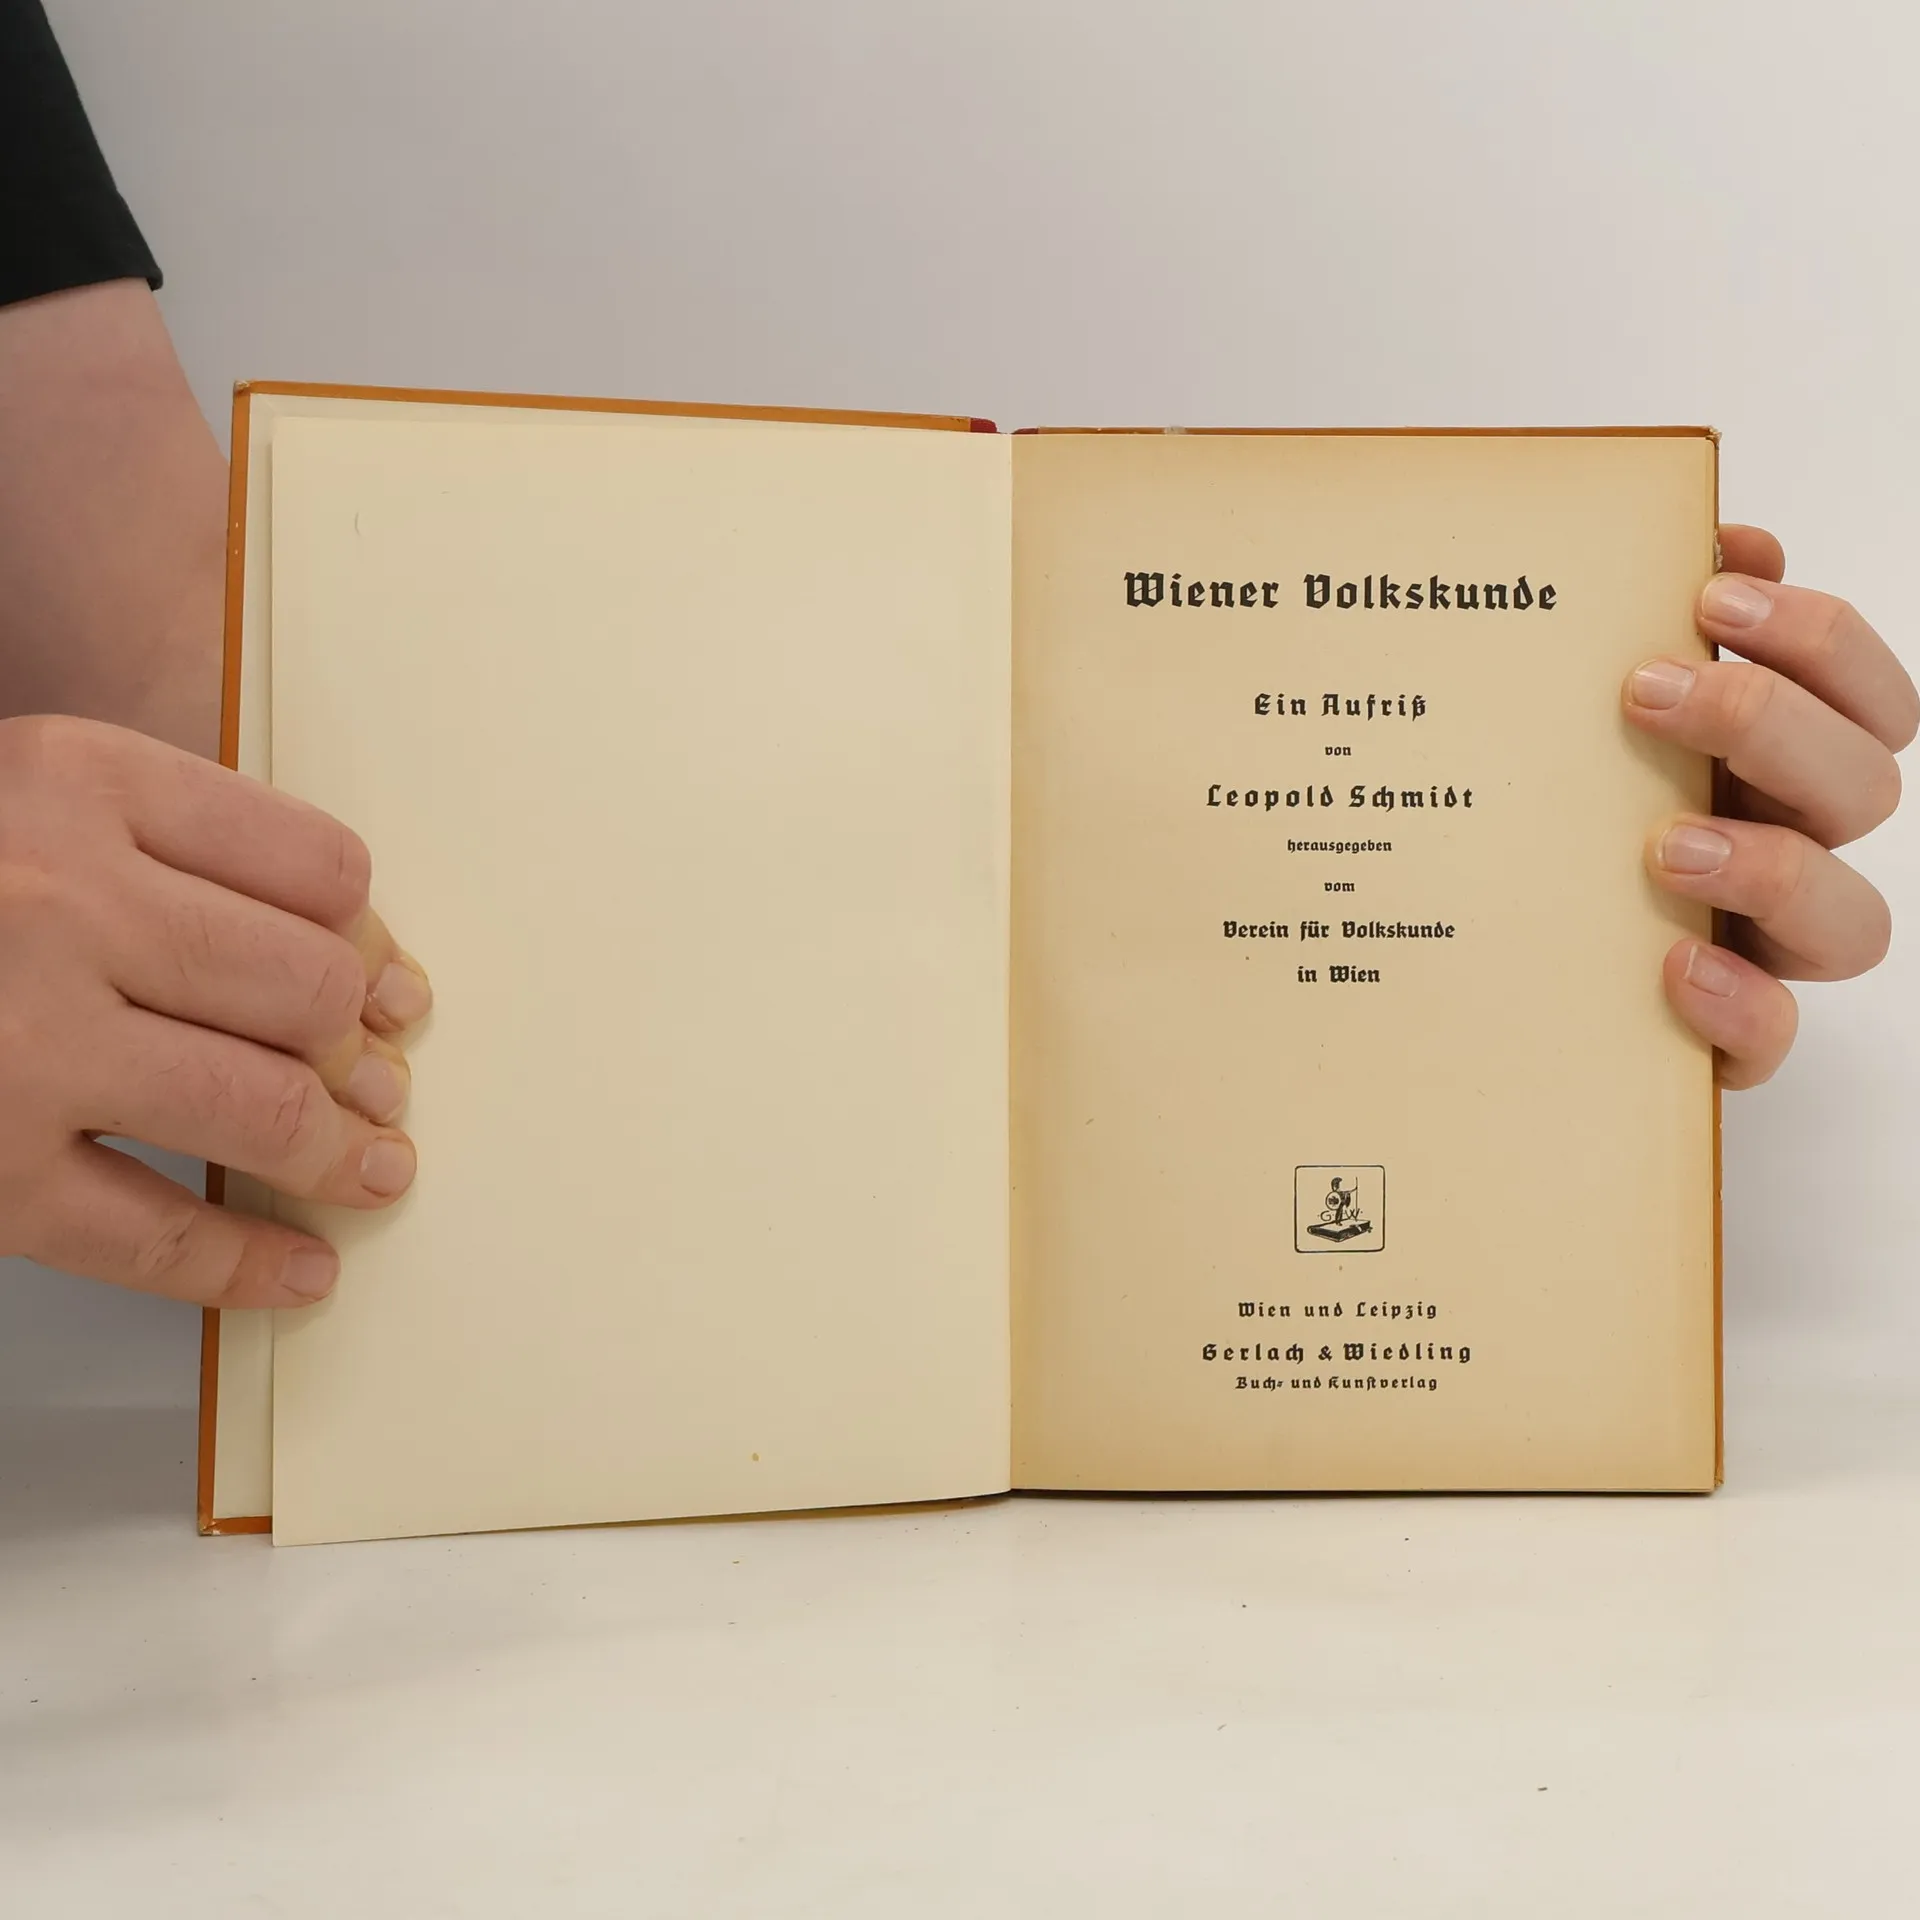 Wiener Volkskunde
Ein Aufriß
von
Leopold Schmidt
herausgegeben
vom
Verein für Volkskunde
in Wien
G W
Wien und Leipzig
Gerlach & Wiedling
Buch- und Kunstverlag